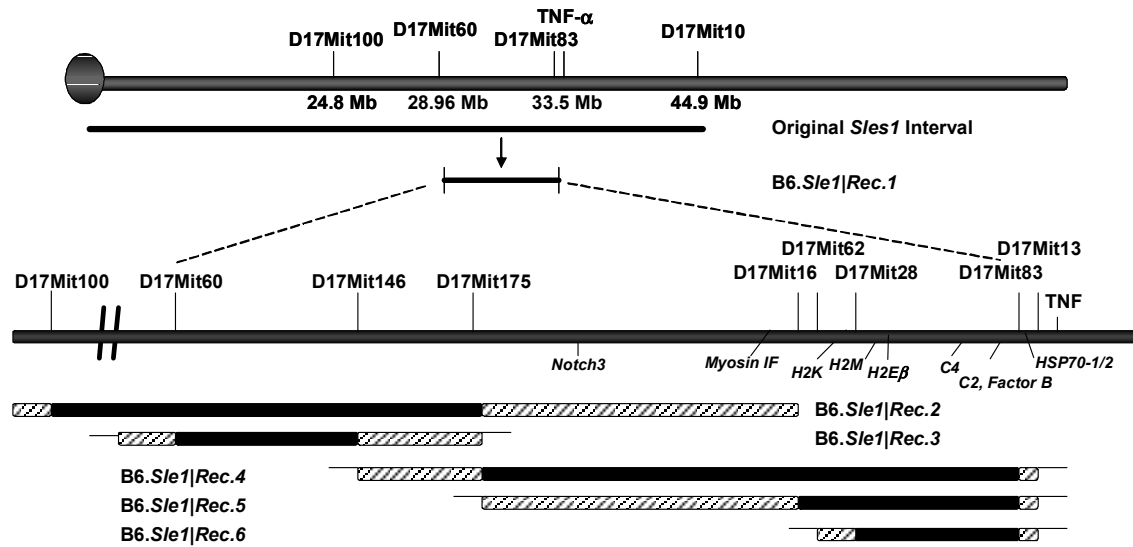 TNF-α
D17Mit100 D17Mit60 D17Mit83 D17Mit10
24.8 Mb 28.96 Mb 33.5 Mb 44.9 Mb
Original Sles1 Interval
B6.Sle1|Rec.1
D17Mit62 D17Mit13
D17Mit100 D17Mit60 D17Mit146 D17Mit175 D17Mit16 D17Mit28 D17Mit83
TNF
Notch3 Myosin IF H2K H2M H2Eβ C4 C2, Factor B HSP70-1/2
B6.Sle1|Rec.2
B6.Sle1|Rec.3
B6.Sle1|Rec.4
B6.Sle1|Rec.5
B6.Sle1|Rec.6